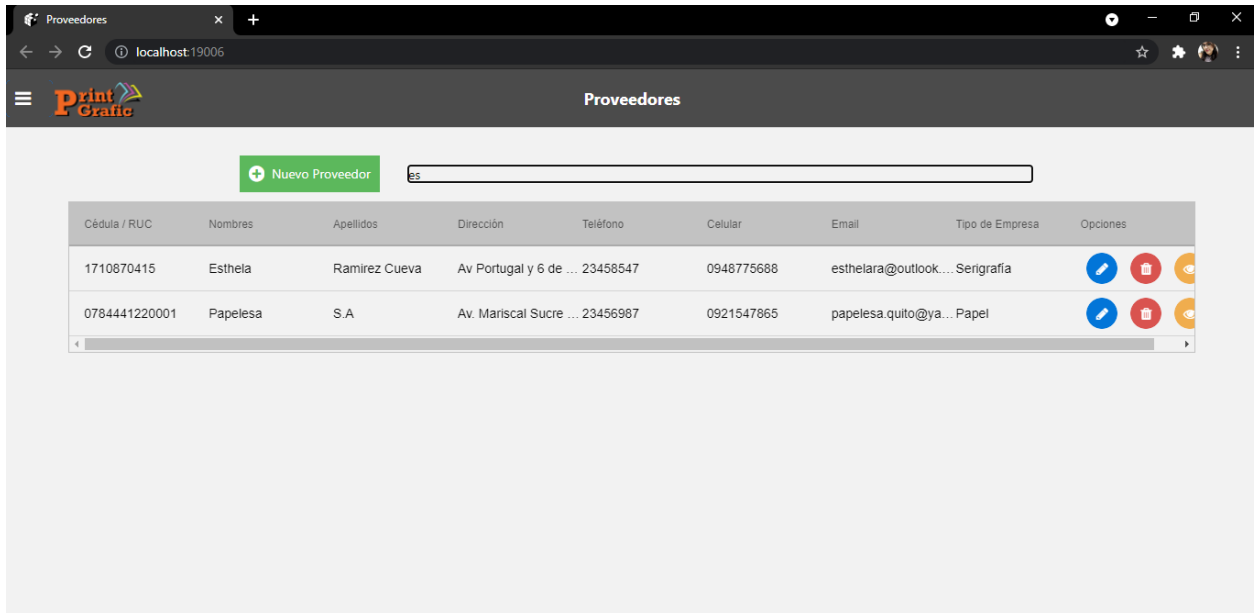 Proveedores
localhost:19006
Print
Grafic
Proveedores
Nuevo Proveedor
es
Cédula / RUC Nombres Apellidos Dirección Teléfono Celular Email Tipo de Empresa Opciones
1710870415 Esthela Ramirez Cueva Av Portugal y 6 de ... 23458547 0948775688 esthelara@outlook.... Serigrafía
0784441220001 Papelesa S.A Av. Mariscal Sucre ... 23456987 0921547865 papelesa.quito@ya... Papel